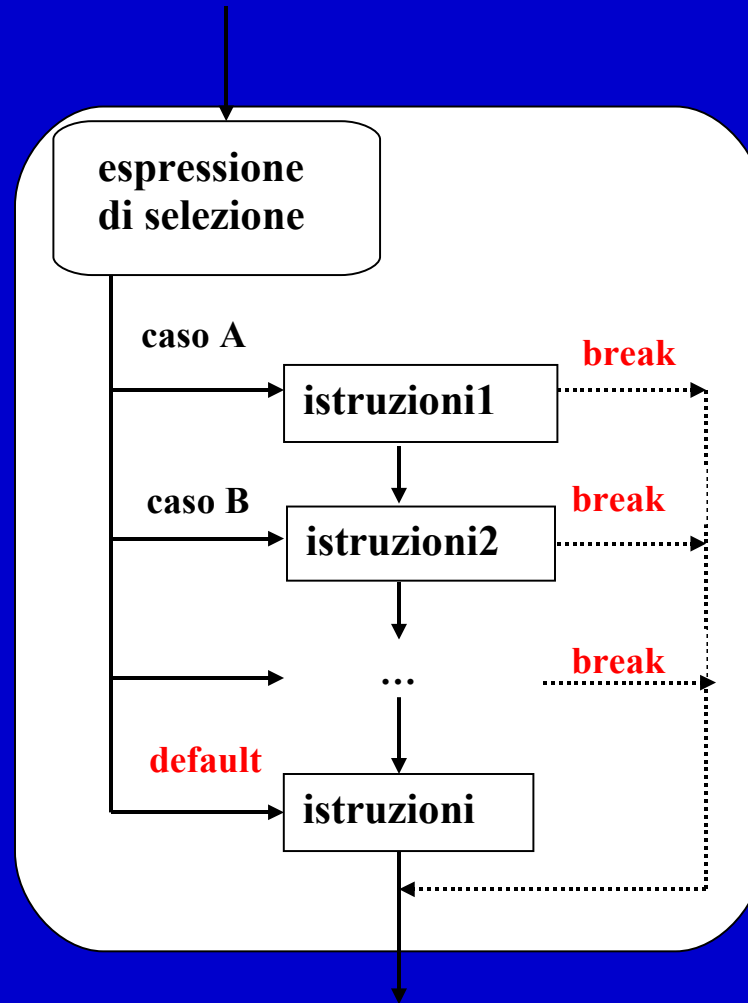 espressione
di selezione
caso A
break
istruzioni1
caso B
break
istruzioni2
break
...
default
istruzioni